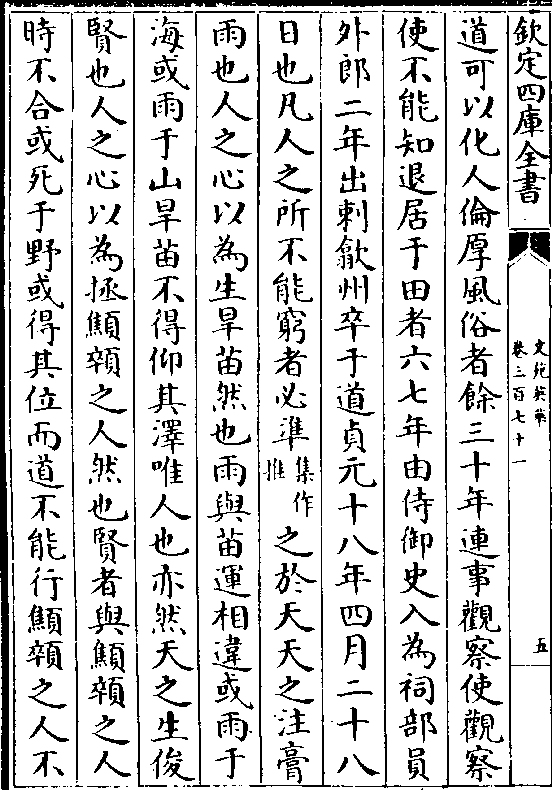 欽定四庫全書
文苑英華
卷三百七十一
五
道可以化人倫厚風俗者餘三十年連事觀察使觀察
使不能知退居于田者六七年由侍御史入為祠部員
外郎二年出刺歙州卒于道貞元十八年四月二十八
日也凡人之所不能窮者必準集作推之於天天之注膏
雨也人之心以為生旱苗然也雨與苗運相違或雨于
海或雨于山旱苗不得仰其澤唯人也亦然天之生俊
賢也人之心以為拯顦顇之人然也賢者與顦顇之人
時不合或死于野或得其位而道不能行顦顇之人不